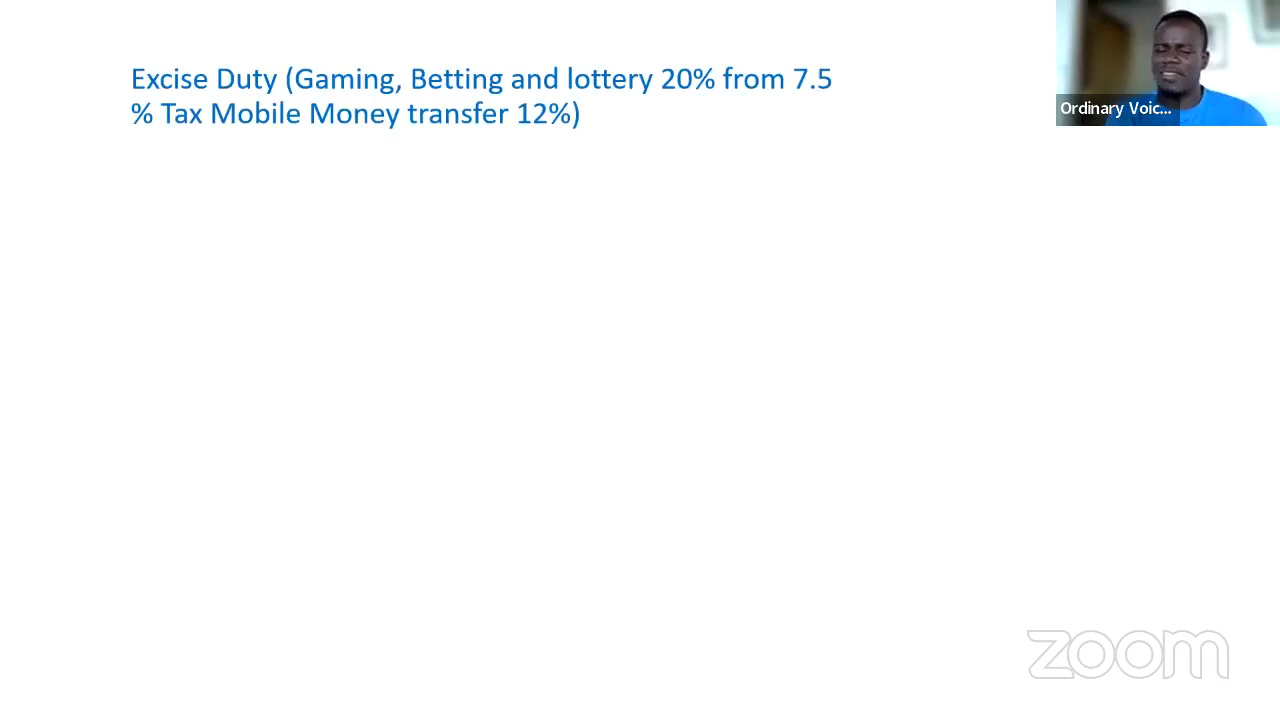 Excise Duty (Gaming, Betting and lottery 20% from 7.5
% Tax Mobile Money transfer 12%)
Ordinary Voic...
zoom